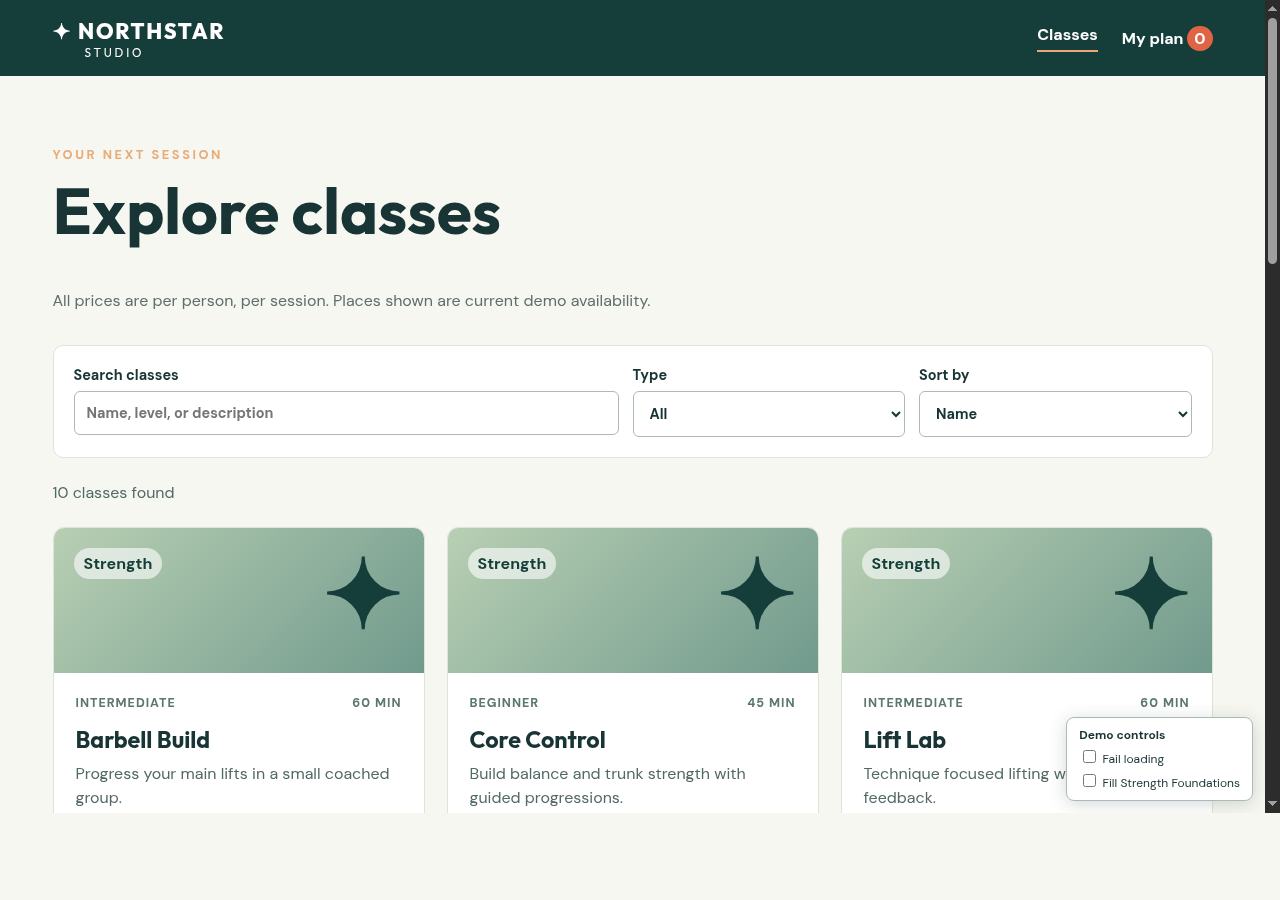 ✦ NORTHSTAR
STUDIO
Classes
My plan 0
YOUR NEXT SESSION
Explore classes
All prices are per person, per session. Places shown are current demo availability.
Search classes
Name, level, or description
Type
All
Sort by
Name
10 classes found
Strength
INTERMEDIATE 60 MIN
Barbell Build
Progress your main lifts in a small coached
group.
Strength
BEGINNER 45 MIN
Core Control
Build balance and trunk strength with
guided progressions.
Strength
INTERMEDIATE 60 MIN
Lift Lab
Technique focused lifting
feedback.
Demo controls
Fail loading
Fill Strength Foundations